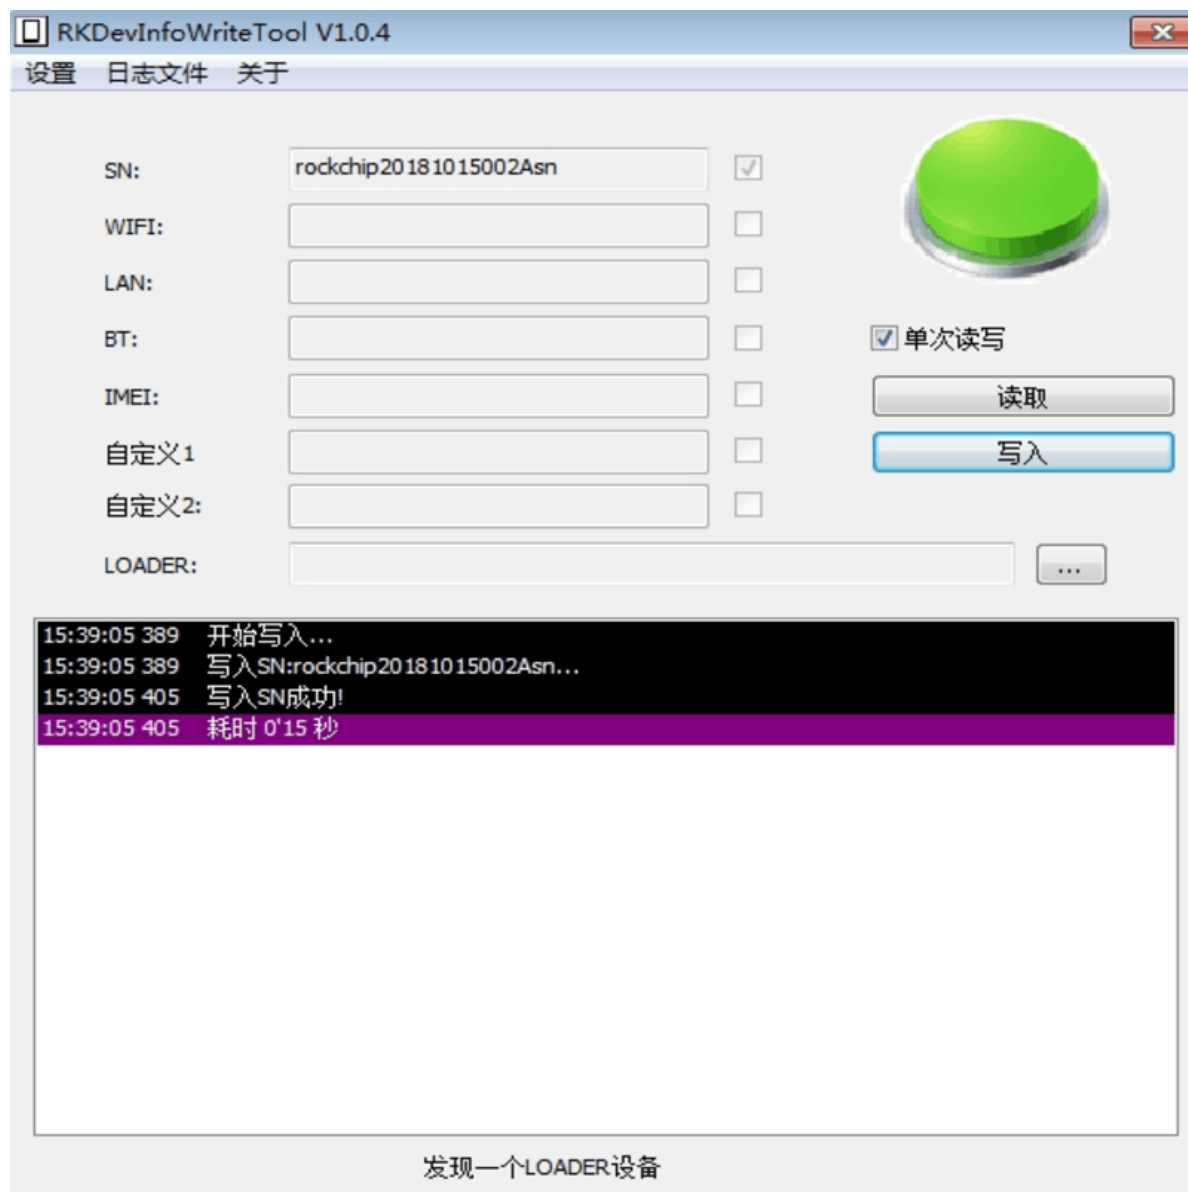 RKDevInfoWriteTool V1.0.4
设置 日志文件 关于
SN: rockchip20181015002Asn
WIFI:
LAN:
BT: 单次读写
IMEI: 读取
自定义1 写入
自定义2:
LOADER: ...
15:39:05 389 开始写入...
15:39:05 389 写入SN:rockchip20181015002Asn...
15:39:05 405 写入SN成功!
15:39:05 405 耗时 0'15 秒
发现一个LOADER设备